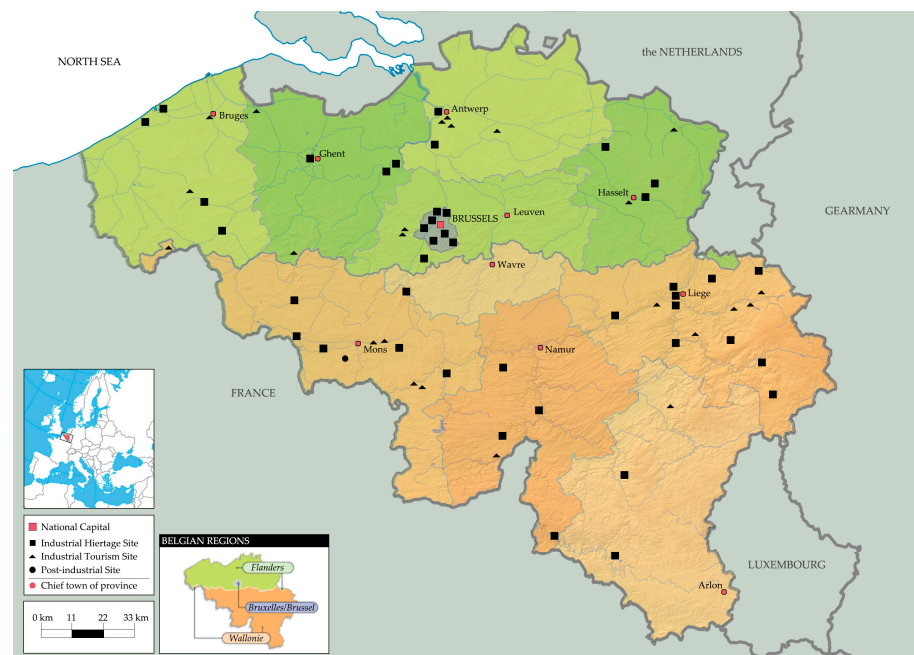 NORTH SEA
the NETHERLANDS
Bruges
Antwerp
Ghent
Hasselt
Leuven
BRUSSELS
GEARMANY
Wavre
Liege
Mons
Namur
FRANCE
LUXEMBOURG
Arlon
National Capital
Industrial Hiertage Site
Industrial Tourism Site
Post-industrial Site
Chief town of province
0 km 11 22 33 km
BELGIAN REGIONS
Flanders
Bruxelles/Brussel
Wallonie